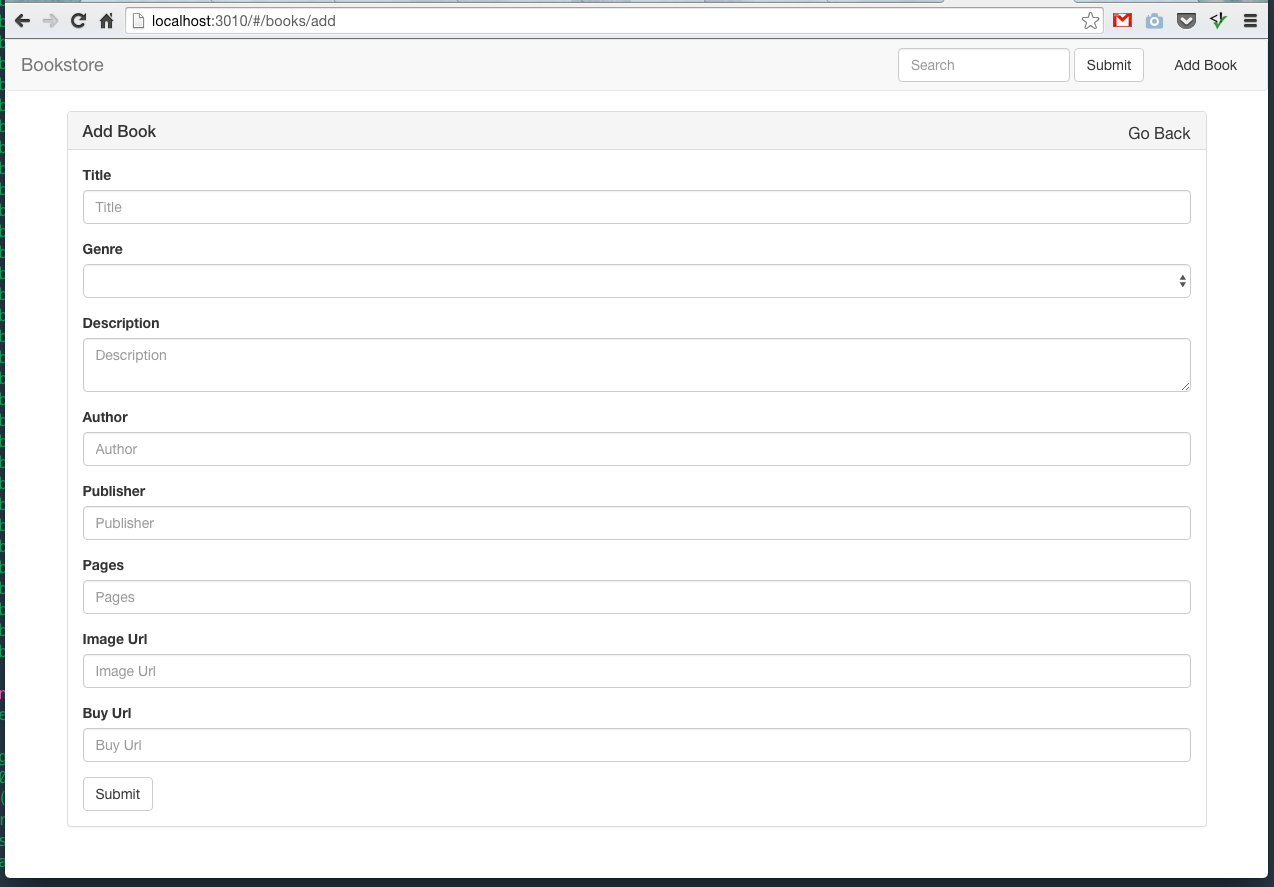 localhost:3010/#/books/add
Bookstore
Search
Submit
Add Book
Add Book
Go Back
Title
Title
Genre
Description
Description
Author
Author
Publisher
Publisher
Pages
Pages
Image Url
Image Url
Buy Url
Buy Url
Submit